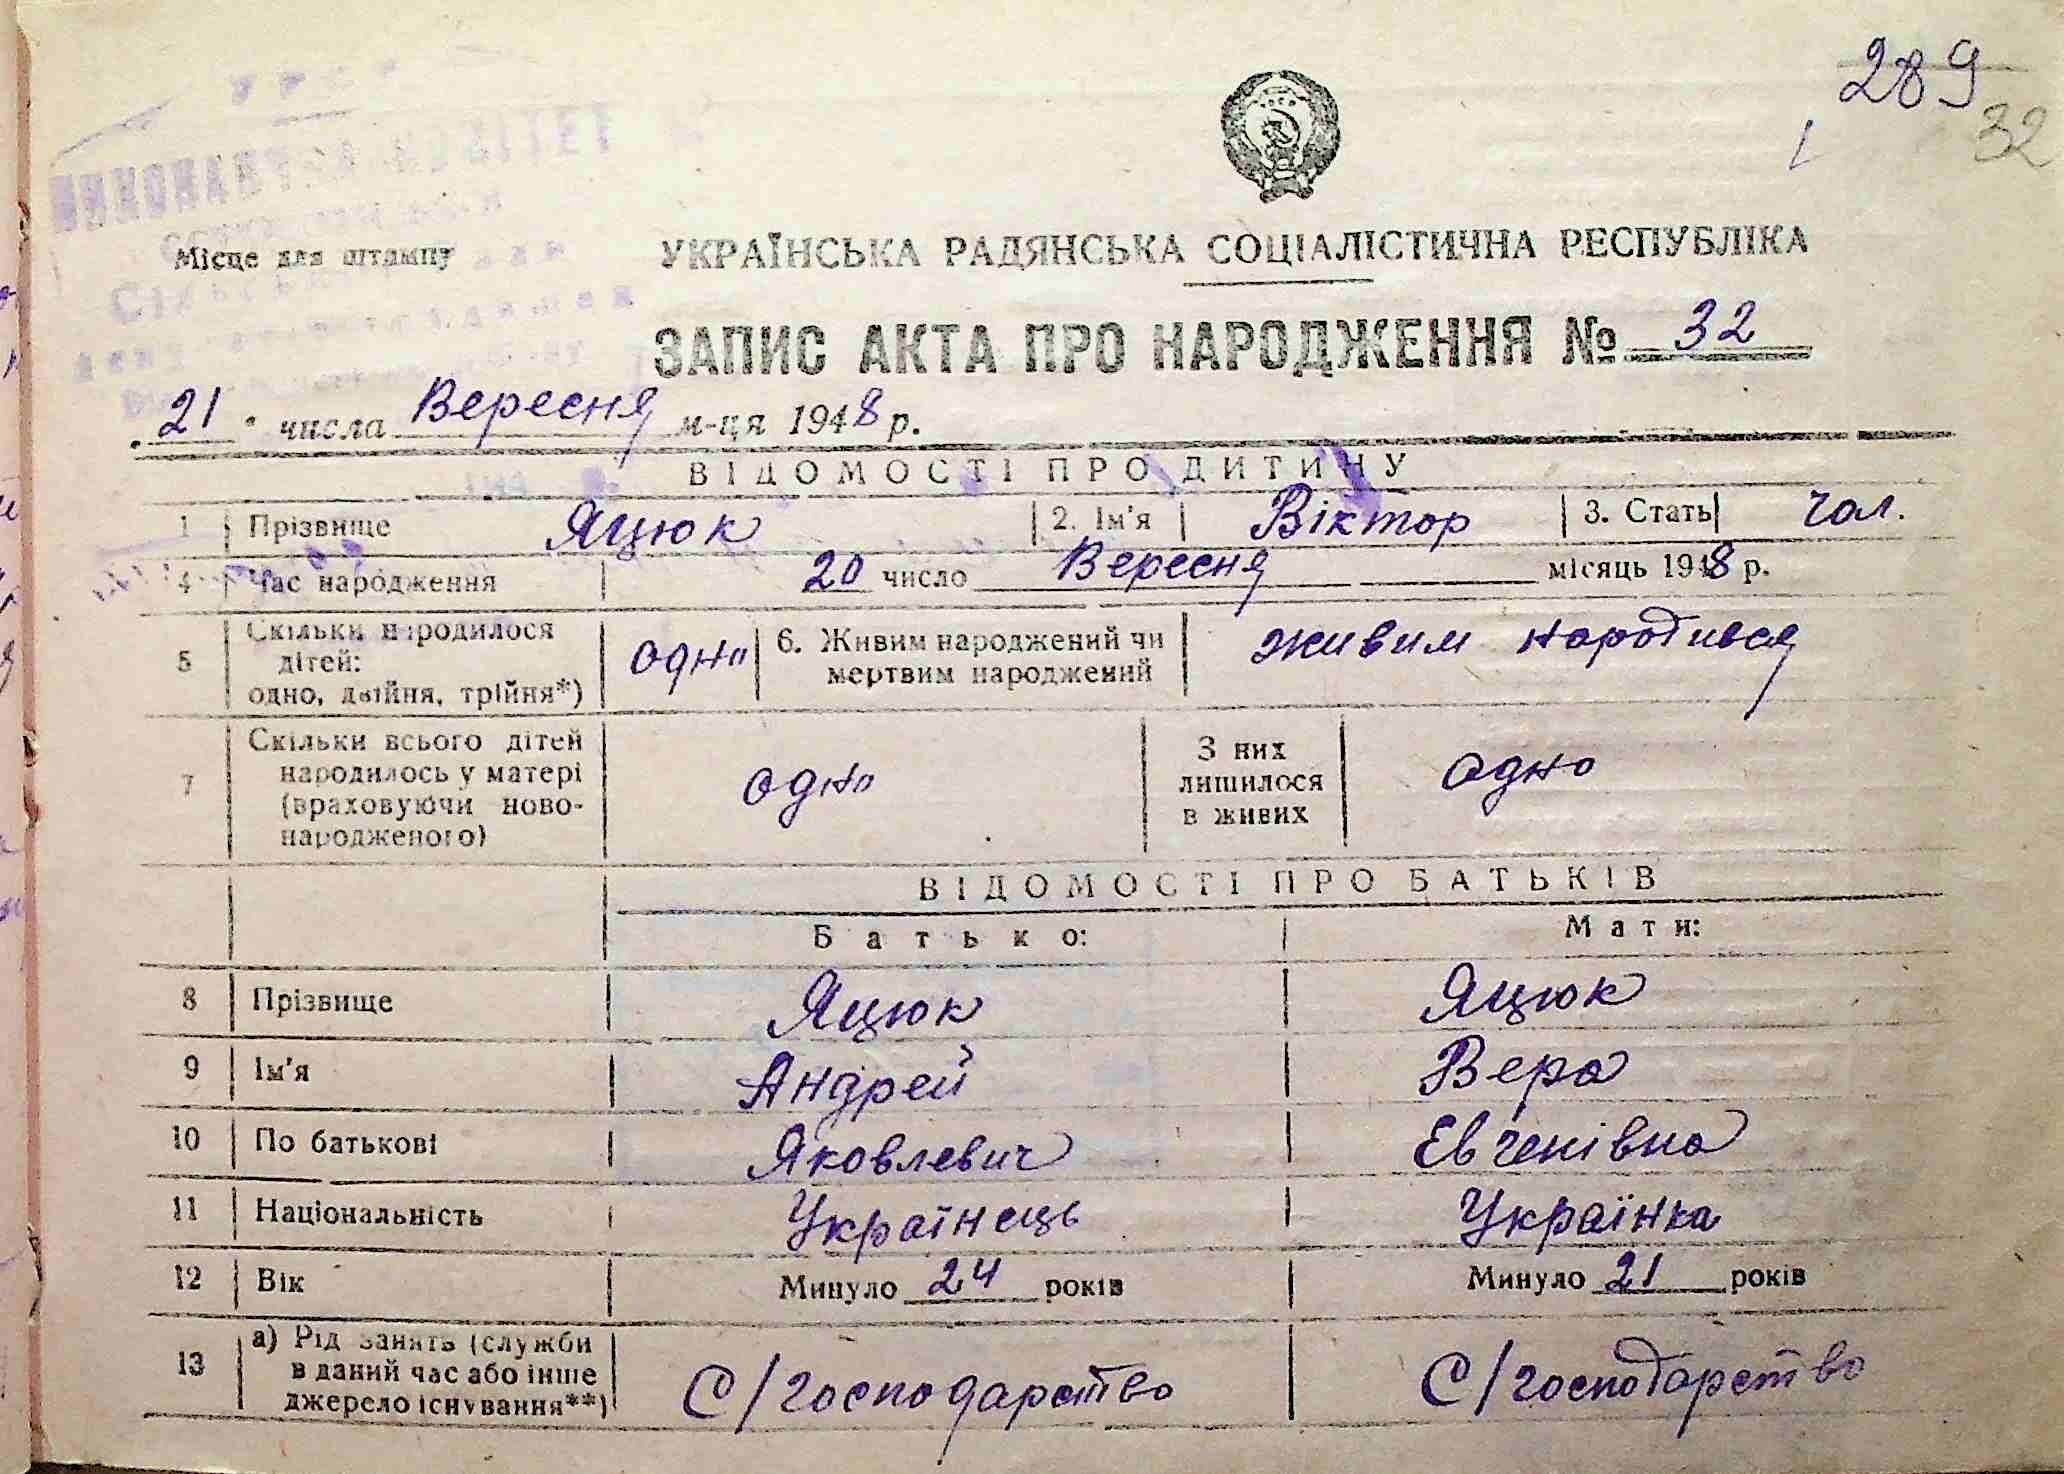 289
32
ВИКОНАВЧИЙ КОМІТЕТ
Місце для штампу
УКРАЇНСЬКА РАДЯНСЬКА СОЦІАЛІСТИЧНА РЕСПУБЛІКА
ЗАПИС АКТА ПРО НАРОДЖЕННЯ № 32
„21" числа Вересня м-ця 1948 р.
ВІДОМОСТІ ПРО ДИТИНУ
1 Прізвище Яцюк 2. Ім'я Віктор 3. Стать чол.
4 Час народження 20 число Вересня місяць 1948 р.
5 Скільки народилося
дітей:
одно, двійня, трійня*) одно 6. Живим народжений чи
мертвим народжений живим народився
7 Скільки всього дітей
народилось у матері
(враховуючи ново-
народженого) одно З них
лишилося
в живих одно
ВІДОМОСТІ ПРО БАТЬКІВ
Батько: Мати:
8 Прізвище Яцюк Яцюк
9 Ім'я Андрей Вера
10 По батькові Яковлевич Евгенівна
11 Національність Українець Українка
12 Вік Минуло 24 років Минуло 21 років
13 а) Рід занять (служби
в даний час або інше
джерело існування**) С/господарство С/господарство